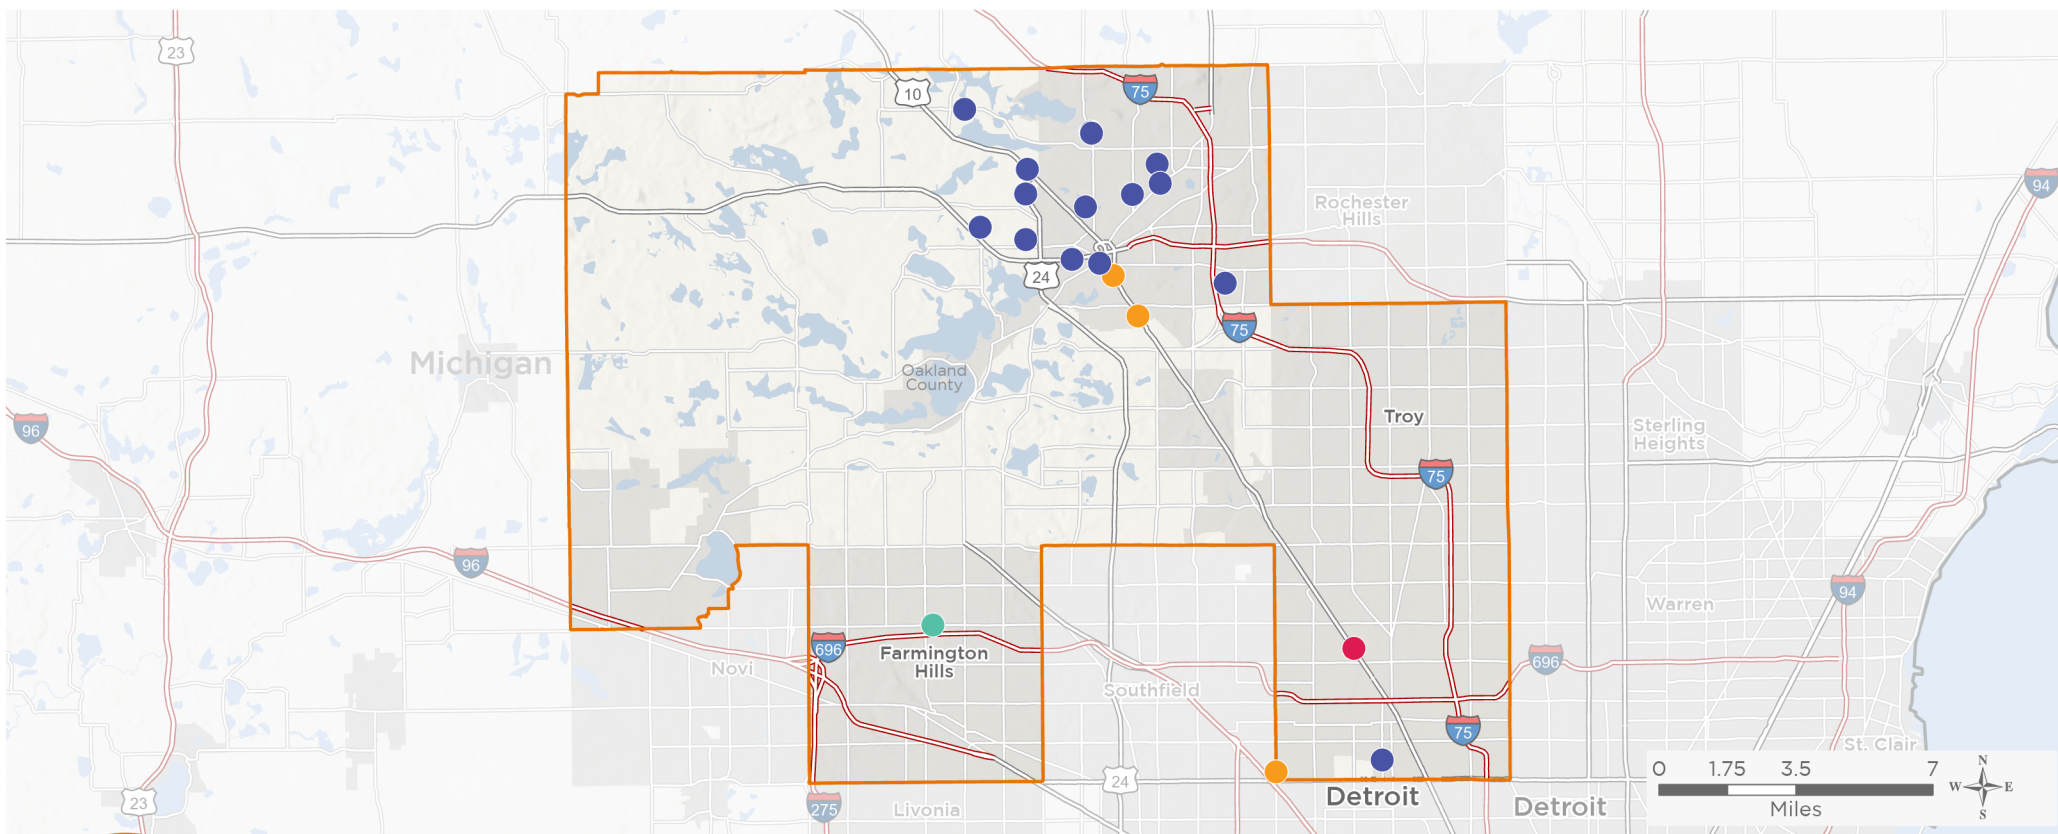 23
10
75
94
Rochester
Hills
24
75
Michigan
Oakland
County
96
Troy
Sterling
Heights
75
96
94
Warren
696
Farmington
Hills
Novi
696
Southfield
75
St. Clair
0 1.75 3.5 7
Miles
N
W E
S
23
275
Livonia
24
Detroit
Detroit